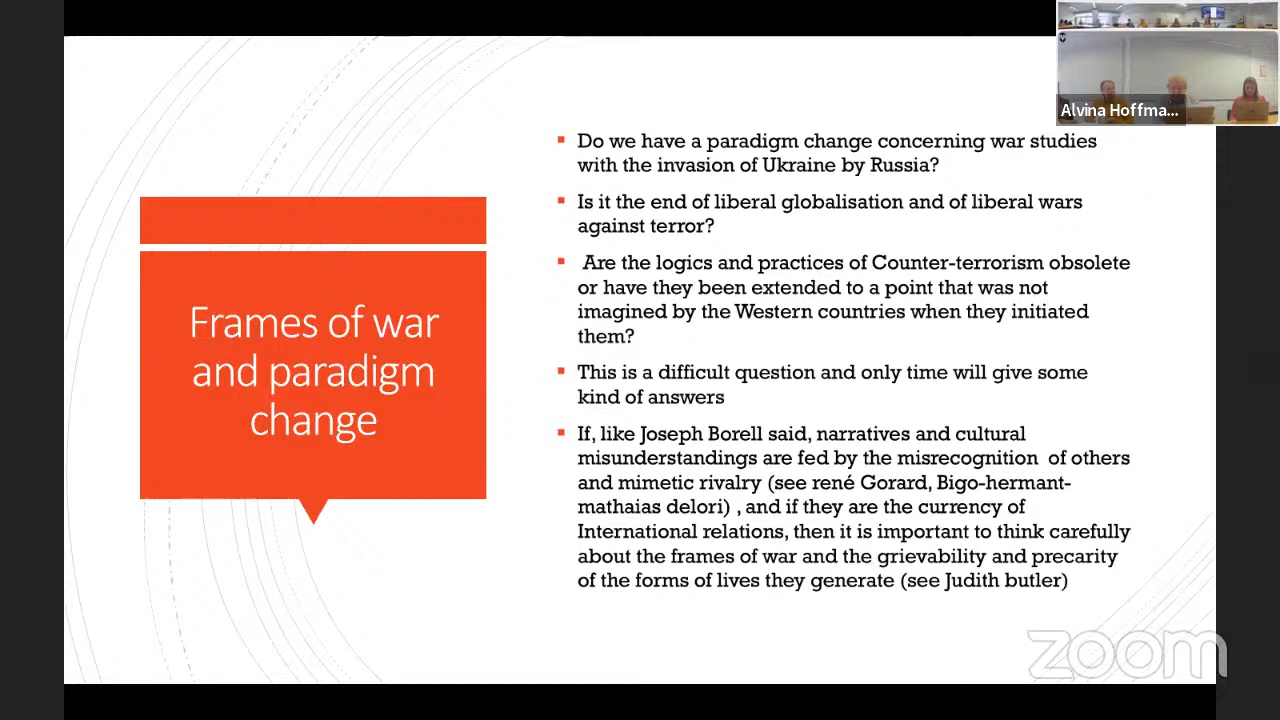 Alvina Hoffma...
Do we have a paradigm change concerning war studies
with the invasion of Ukraine by Russia?
Is it the end of liberal globalisation and of liberal wars
against terror?
Are the logics and practices of Counter-terrorism obsolete
or have they been extended to a point that was not
imagined by the Western countries when they initiated
them?
This is a difficult question and only time will give some
kind of answers
If, like Joseph Borell said, narratives and cultural
misunderstandings are fed by the misrecognition of others
and mimetic rivalry (see rené Gorard, Bigo-hermant-
mathaias delori) , and if they are the currency of
International relations, then it is important to think carefully
about the frames of war and the grievability and precarity
of the forms of lives they generate (see Judith butler)
Frames of war
and paradigm
change
zoom